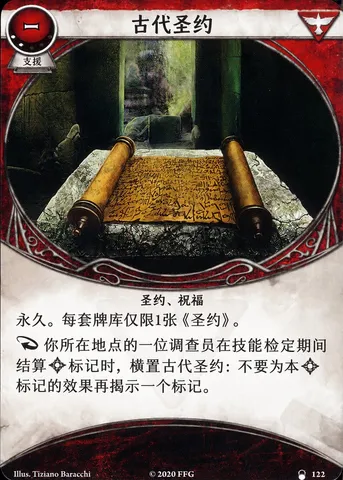 古代圣约
支援
圣约、祝福
永久。每套牌库仅限1张《圣约》。
你所在地点的一位调查员在技能检定期间
结算标记时，横置古代圣约：不要为本
标记的效果再揭示一个标记。
Illus. Tiziano Baracchi
© 2020 FFG
122